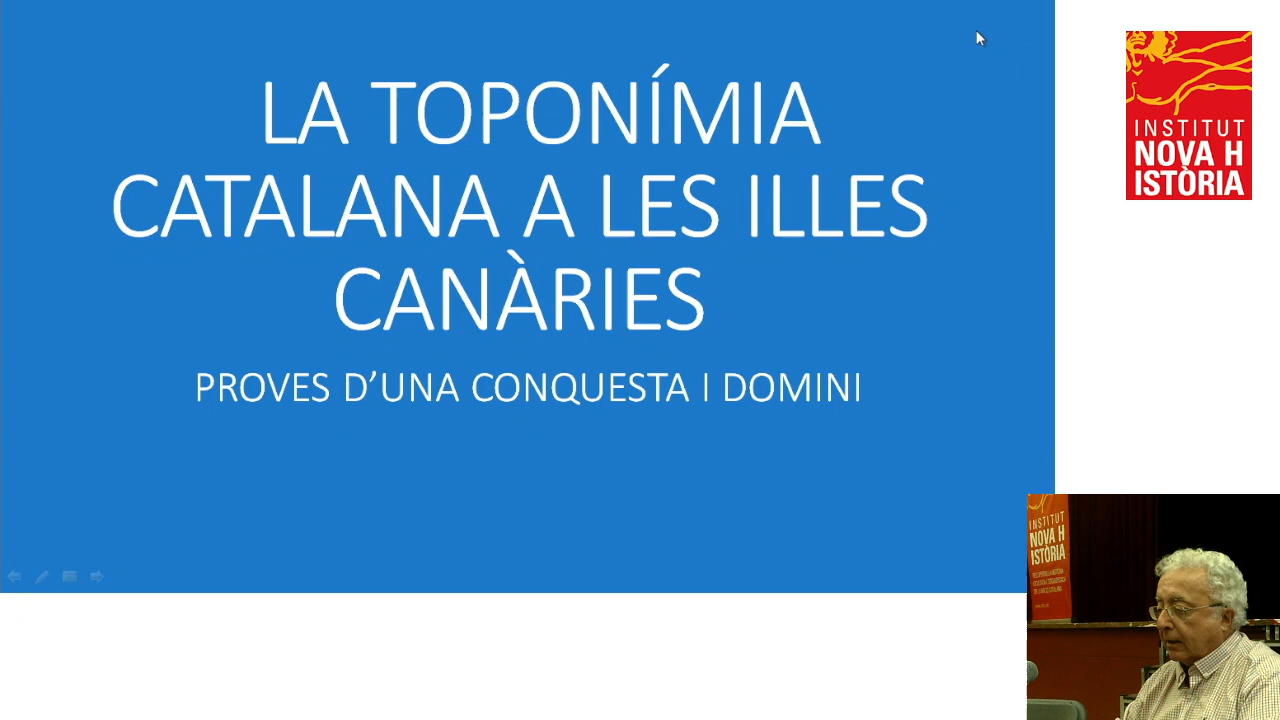 LA TOPONÍMIA
CATALANA A LES ILLES
CANÀRIES
PROVES D'UNA CONQUESTA I DOMINI
INSTITUT
NOVA H
ISTÒRIA
INSTITUT
NOVA H
ISTÒRIA